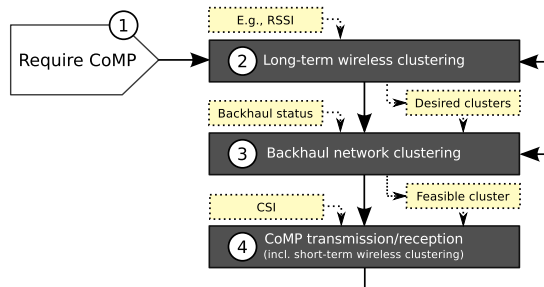 1
Require CoMP
E.g., RSSI
2 Long-term wireless clustering
Desired clusters
Backhaul status
3 Backhaul network clustering
Feasible cluster
CSI
4 CoMP transmission/reception
(incl. short-term wireless clustering)